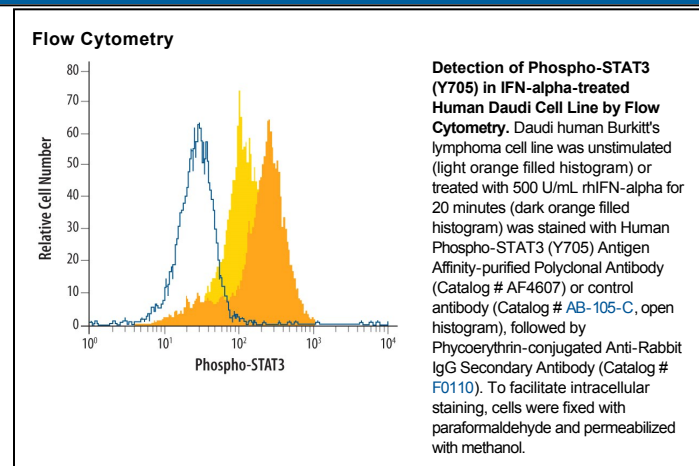 Flow Cytometry
80
70
60
50
40
30
20
10
0
Relative Cell Number
10⁰ 10¹ 10² 10³ 10⁴
Phospho-STAT3
Detection of Phospho-STAT3
(Y705) in IFN-alpha-treated
Human Daudi Cell Line by Flow
Cytometry. Daudi human Burkitt's
lymphoma cell line was unstimulated
(light orange filled histogram) or
treated with 500 U/mL rhIFN-alpha for
20 minutes (dark orange filled
histogram) was stained with Human
Phospho-STAT3 (Y705) Antigen
Affinity-purified Polyclonal Antibody
(Catalog # AF4607) or control
antibody (Catalog # AB-105-C, open
histogram), followed by
Phycoerythrin-conjugated Anti-Rabbit
IgG Secondary Antibody (Catalog #
F0110). To facilitate intracellular
staining, cells were fixed with
paraformaldehyde and permeabilized
with methanol.